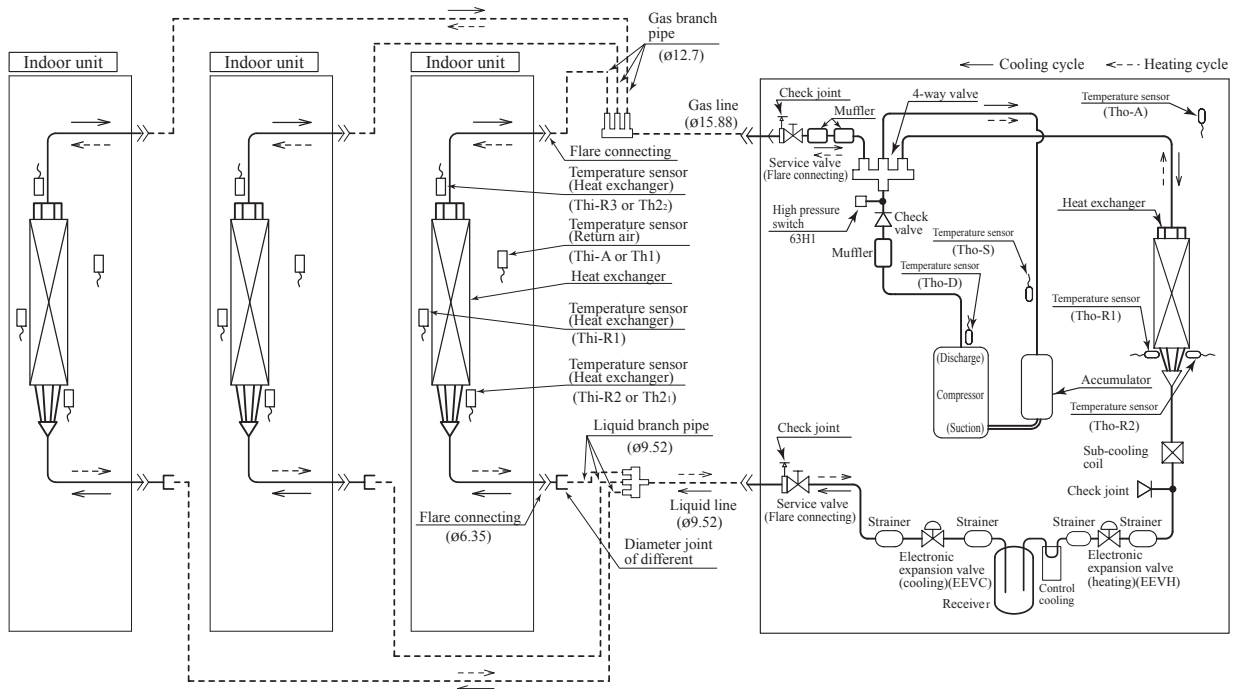 Gas branch
pipe
(ø12.7)
Indoor unit
Indoor unit
Indoor unit
Cooling cycle
Heating cycle
Check joint
4-way valve
Temperature sensor
(Tho-A)
Gas line
(ø15.88)
Muffler
Service valve
(Flare connecting)
Flare connecting
Temperature sensor
(Heat exchanger)
(Thi-R3 or Th2₂)
Temperature sensor
(Return air)
(Thi-A or Th1)
Heat exchanger
Temperature sensor
(Heat exchanger)
(Thi-R1)
Temperature sensor
(Heat exchanger)
(Thi-R2 or Th2₁)
High pressure
switch
63H1
Check
valve
Muffler
Temperature sensor
(Tho-S)
Temperature sensor
(Tho-D)
Heat exchanger
Temperature sensor
(Tho-R1)
(Discharge)
Compressor
(Suction)
Accumulator
Temperature sensor
(Tho-R2)
Liquid branch pipe
(ø9.52)
Check joint
Sub-cooling
coil
Check joint
Flare connecting
(ø6.35)
Liquid line
(ø9.52)
Service valve
(Flare connecting)
Diameter joint
of different
Strainer
Strainer
Strainer
Strainer
Electronic
expansion valve
(cooling)(EEVC)
Receiver
Control
cooling
Electronic
expansion valve
(heating)(EEVH)